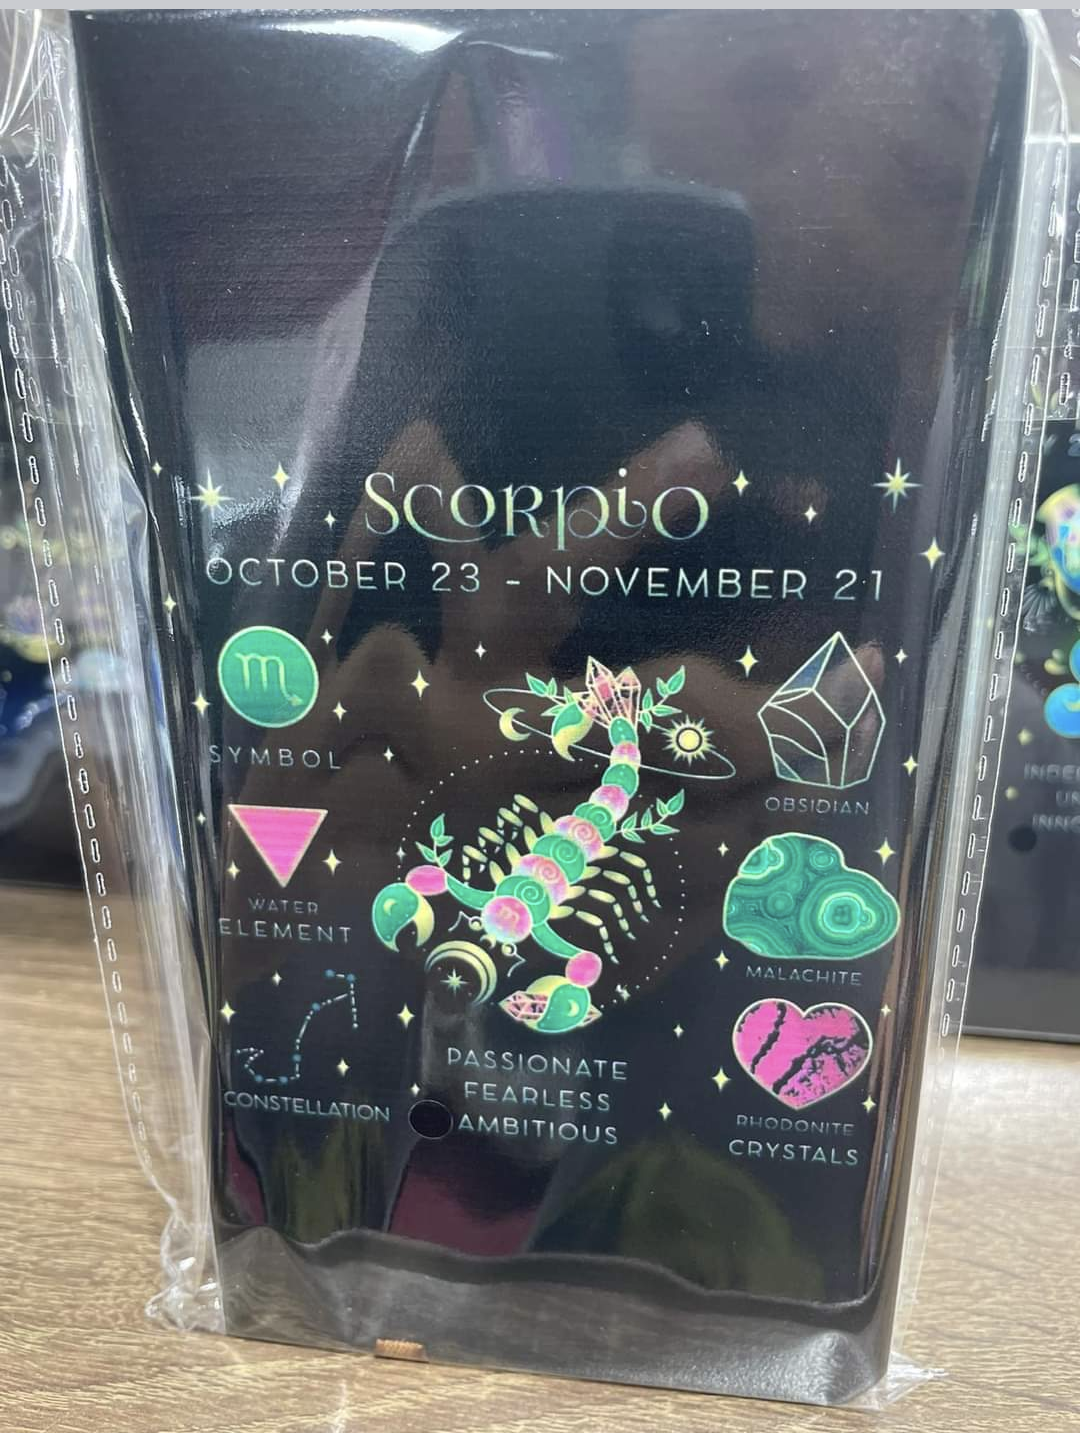 SCORPiO
OCTOBER 23 - NOVEMBER 21
SYMBOL
OBSIDIAN
WATER
ELEMENT
MALACHITE
CONSTELLATION
PASSIONATE
FEARLESS
AMBITIOUS
RHODONITE
CRYSTALS